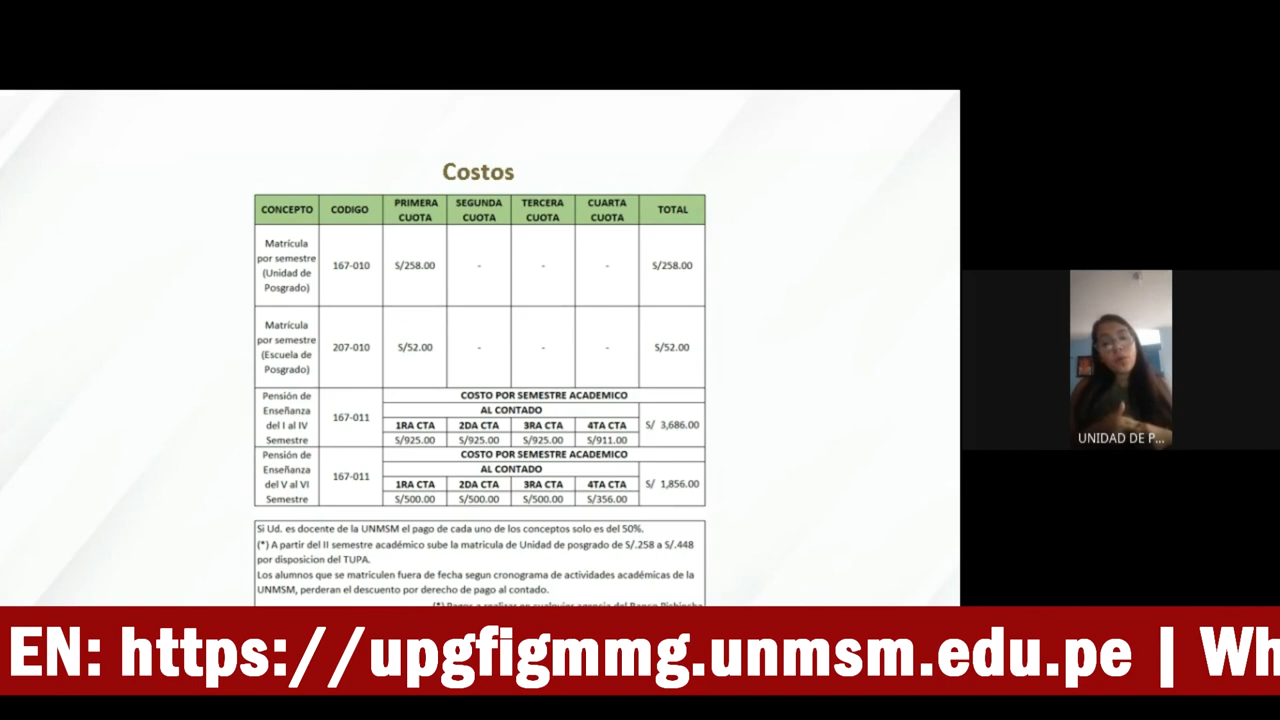 Costos
CONCEPTO CODIGO PRIMERA CUOTA SEGUNDA CUOTA TERCERA CUOTA CUARTA CUOTA TOTAL
Matrícula por semestre (Unidad de Posgrado) 167-010 S/258.00 - - - S/258.00
Matrícula por semestre (Escuela de Posgrado) 207-010 S/52.00 - - - S/52.00
Pensión de Enseñanza del I al IV Semestre 167-011
COSTO POR SEMESTRE ACADEMICO
AL CONTADO
1RA CTA 2DA CTA 3RA CTA 4TA CTA
S/925.00 S/925.00 S/925.00 S/911.00
S/ 3,686.00
Pensión de Enseñanza del V al VI Semestre 167-011
COSTO POR SEMESTRE ACADEMICO
AL CONTADO
1RA CTA 2DA CTA 3RA CTA 4TA CTA
S/500.00 S/500.00 S/500.00 S/356.00
S/ 1,856.00
Si Ud. es docente de la UNMSM el pago de cada uno de los conceptos solo es del 50%.
(*) A partir del II semestre académico sube la matricula de Unidad de posgrado de S/.258 a S/.448
por disposicion del TUPA.
Los alumnos que se matriculen fuera de fecha segun cronograma de actividades académicas de la
UNMSM, perderan el descuento por derecho de pago al contado.
UNIDAD DE P...
EN: https://upgfigmmg.unmsm.edu.pe | Wh